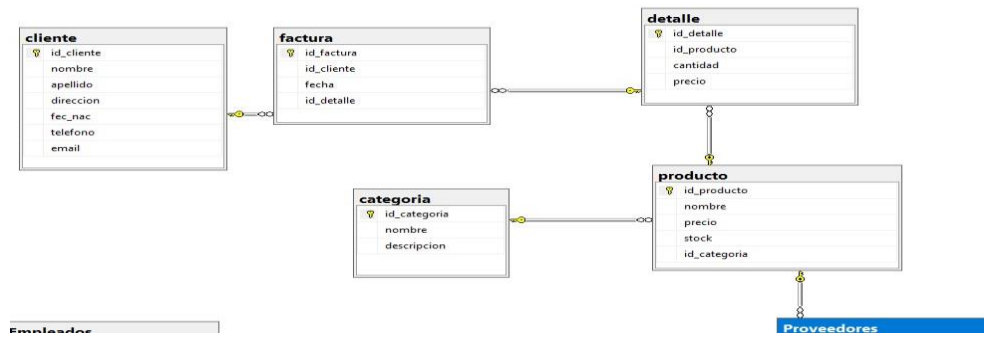 cliente
id_cliente
nombre
apellido
direccion
fec_nac
telefono
email
factura
id_factura
id_cliente
fecha
id_detalle
detalle
id_detalle
id_producto
cantidad
precio
categoria
id_categoria
nombre
descripcion
producto
id_producto
nombre
precio
stock
id_categoria
Empleados
Proveedores